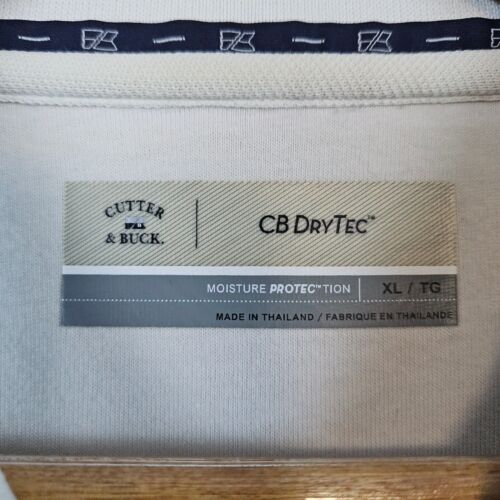 CUTTER
& BUCK.
CB DRYTEC™
MOISTURE PROTEC™TION | XL / TG
MADE IN THAILAND / FABRIQUE EN THAILANDE